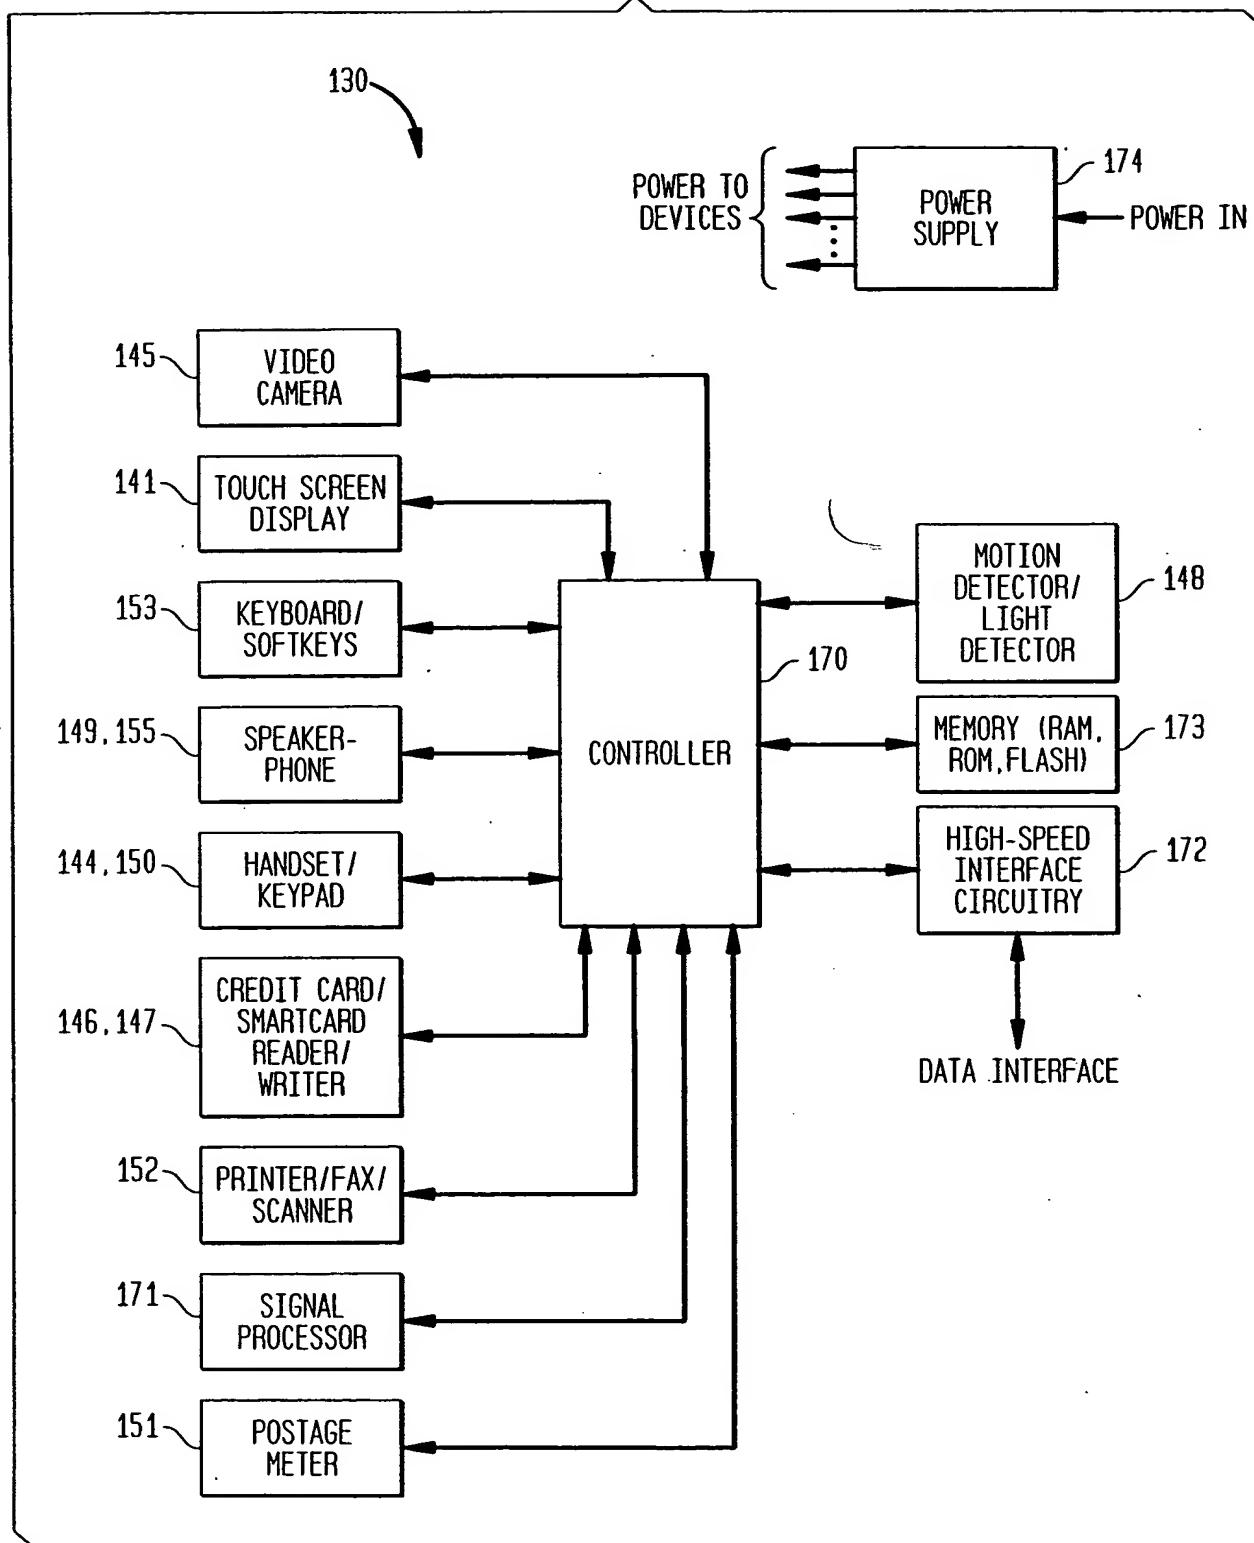 130
POWER TO
DEVICES
POWER
SUPPLY
174
POWER IN
145
VIDEO
CAMERA
141
TOUCH SCREEN
DISPLAY
153
KEYBOARD/
SOFTKEYS
149,155
SPEAKER-
PHONE
144,150
HANDSET/
KEYPAD
146,147
CREDIT CARD/
SMARTCARD
READER/
WRITER
152
PRINTER/FAX/
SCANNER
171
SIGNAL
PROCESSOR
151
POSTAGE
METER
CONTROLLER
170
MOTION
DETECTOR/
LIGHT
DETECTOR
148
MEMORY (RAM,
ROM,FLASH)
173
HIGH-SPEED
INTERFACE
CIRCUITRY
172
DATA INTERFACE